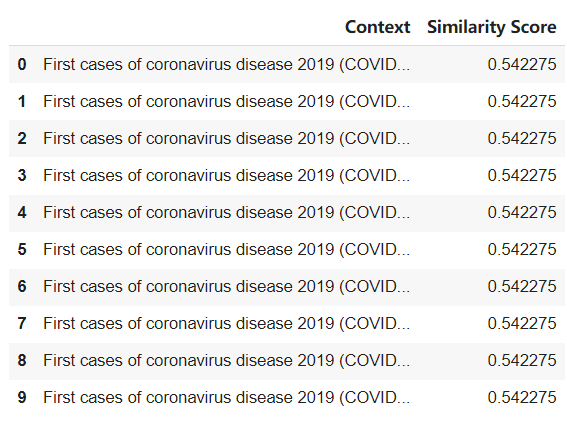 Context Similarity Score
0 First cases of coronavirus disease 2019 (COVID... 0.542275
1 First cases of coronavirus disease 2019 (COVID... 0.542275
2 First cases of coronavirus disease 2019 (COVID... 0.542275
3 First cases of coronavirus disease 2019 (COVID... 0.542275
4 First cases of coronavirus disease 2019 (COVID... 0.542275
5 First cases of coronavirus disease 2019 (COVID... 0.542275
6 First cases of coronavirus disease 2019 (COVID... 0.542275
7 First cases of coronavirus disease 2019 (COVID... 0.542275
8 First cases of coronavirus disease 2019 (COVID... 0.542275
9 First cases of coronavirus disease 2019 (COVID... 0.542275